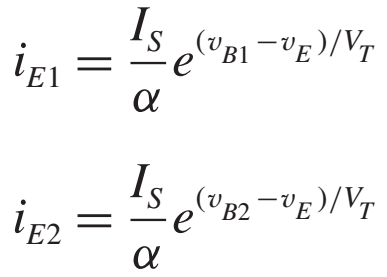 i_{E1} = \frac{I_S}{\alpha} e^{(v_{B1} - v_E)/V_T}
i_{E2} = \frac{I_S}{\alpha} e^{(v_{B2} - v_E)/V_T}